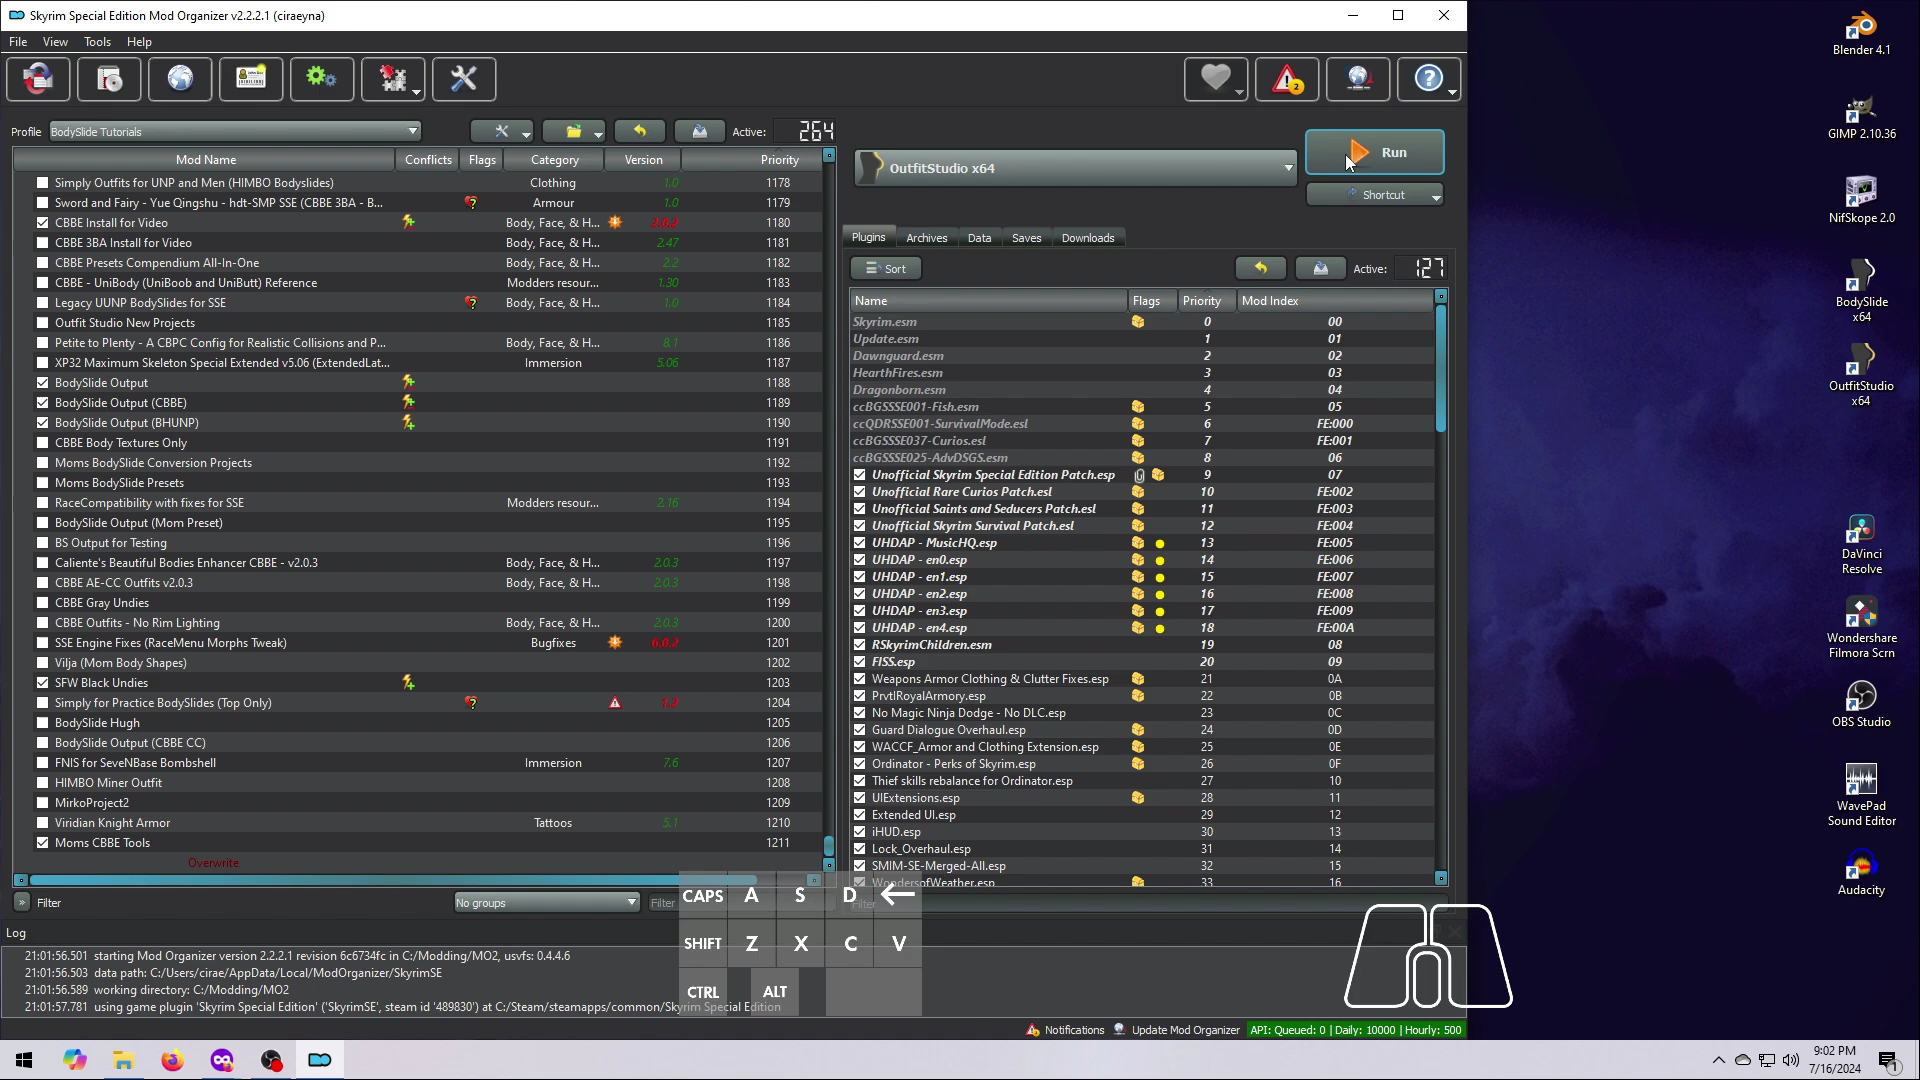 Skyrim Special Edition Mod Organizer v2.2.2.1 (ciraeyna)
File View Tools Help
Profile BodySlide Tutorials Active: 264
Mod Name Conflicts Flags Category Version Priority
Simply Outfits for UNP and Men (HIMBO Bodyslides) Clothing 1.0 1178
Sword and Fairy - Yue Qingshu - hdt-SMP SSE (CBBE 3BA - B... Armour 1.0 1179
CBBE Install for Video Body, Face, & H... 2.0.2 1180
CBBE 3BA Install for Video Body, Face, & H... 2.47 1181
CBBE Presets Compendium All-In-One Body, Face, & H... 2.2 1182
CBBE - UniBody (UniBoob and UniButt) Reference Modders resour... 1.30 1183
Legacy UUNP BodySlides for SSE Body, Face, & H... 1.0 1184
Outfit Studio New Projects 1185
Petite to Plenty - A CBPC Config for Realistic Collisions and P... Body, Face, & H... 8.1 1186
XP32 Maximum Skeleton Special Extended v5.06 (ExtendedLat... Immersion 5.06 1187
BodySlide Output 1188
BodySlide Output (CBBE) 1189
BodySlide Output (BHUNP) 1190
CBBE Body Textures Only 1191
Moms BodySlide Conversion Projects 1192
Moms BodySlide Presets 1193
RaceCompatibility with fixes for SSE Modders resour... 2.16 1194
BodySlide Output (Mom Preset) 1195
BS Output for Testing 1196
Caliente's Beautiful Bodies Enhancer CBBE - v2.0.3 Body, Face, & H... 2.0.3 1197
CBBE AE-CC Outfits v2.0.3 Body, Face, & H... 2.0.3 1198
CBBE Gray Undies 1199
CBBE Outfits - No Rim Lighting Body, Face, & H... 2.0.3 1200
SSE Engine Fixes (RaceMenu Morphs Tweak) Bugfixes 1201
Vilja (Mom Body Shapes) 1202
SFW Black Undies 1203
Simply for Practice BodySlides (Top Only) 1204
BodySlide Hugh 1205
BodySlide Output (CBBE CC) 1206
FNIS for SeveNBase Bombshell Immersion 7.6 1207
HIMBO Miner Outfit 1208
MirkoProject2 1209
Viridian Knight Armor Tattoos 5.1 1210
Moms CBBE Tools 1211
Overwrite
Filter No groups Filter
OutfitStudio x64 Run
Shortcut
Plugins Archives Data Saves Downloads
Sort Active: 127
Name Flags Priority Mod Index
Skyrim.esm 0 00
Update.esm 1 01
Dawnguard.esm 2 02
HearthFires.esm 3 03
Dragonborn.esm 4 04
ccBGSSSE001-Fish.esm 5 05
ccQDRSSE001-SurvivalMode.esl 6 FE:000
ccBGSSSE037-Curios.esl 7 FE:001
ccBGSSSE025-AdvDSGS.esm 8 06
Unofficial Skyrim Special Edition Patch.esp 9 07
Unofficial Rare Curios Patch.esl 10 FE:002
Unofficial Saints and Seducers Patch.esl 11 FE:003
Unofficial Skyrim Survival Patch.esl 12 FE:004
UHDAP - MusicHQ.esp 13 FE:005
UHDAP - en0.esp 14 FE:006
UHDAP - en1.esp 15 FE:007
UHDAP - en2.esp 16 FE:008
UHDAP - en3.esp 17 FE:009
UHDAP - en4.esp 18 FE:00A
RSkyrimChildren.esm 19 08
FISS.esp 20 09
Weapons Armor Clothing & Clutter Fixes.esp 21 0A
PrvtlRoyalArmory.esp 22 0B
No Magic Ninja Dodge - No DLC.esp 23 0C
Guard Dialogue Overhaul.esp 24 0D
WACCF_Armor and Clothing Extension.esp 25 0E
Ordinator - Perks of Skyrim.esp 26 0F
Thief skills rebalance for Ordinator.esp 27 10
UIExtensions.esp 28 11
Extended UI.esp 29 12
iHUD.esp 30 13
Lock_Overhaul.esp 31 14
SMIM-SE-Merged-All.esp 32 15
WondersofWeather.esp 33 16
Filter
CAPS A S D ←
SHIFT Z X C V
CTRL ALT
Log
21:01:56.501 starting Mod Organizer version 2.2.2.1 revision 6c6734fc in C:/Modding/MO2, usvfs: 0.4.4.6
21:01:56.503 data path: C:/Users/cirae/AppData/Local/ModOrganizer/SkyrimSE
21:01:56.589 working directory: C:/Modding/MO2
21:01:57.781 using game plugin 'Skyrim Special Edition' ('SkyrimSE', steam id '489830') at C:/Steam/steamapps/common/Skyrim Special Edition
Notifications Update Mod Organizer API: Queued: 0 | Daily: 10000 | Hourly: 500
Blender 4.1
GIMP 2.10.36
NifSkope 2.0
BodySlide
x64
OutfitStudio
x64
DaVinci
Resolve
Wondershare
Filmora Scrn
OBS Studio
WavePad
Sound Editor
Audacity
9:02 PM
7/16/2024